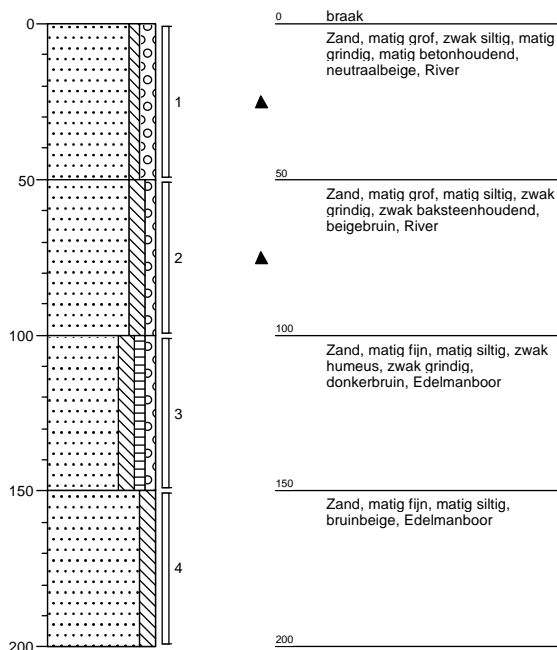 0
50
100
150
200
1
2
3
4
0
braak
Zand, matig grof, zwak siltig, matig
grindig, matig betonhoudend,
neutraalbeige, River
50
Zand, matig grof, matig siltig, zwak
grindig, zwak baksteenhoudend,
beigebruin, River
100
Zand, matig fijn, matig siltig, zwak
humeus, zwak grindig,
donkerbruin, Edelmanboor
150
Zand, matig fijn, matig siltig,
bruinbeige, Edelmanboor
200